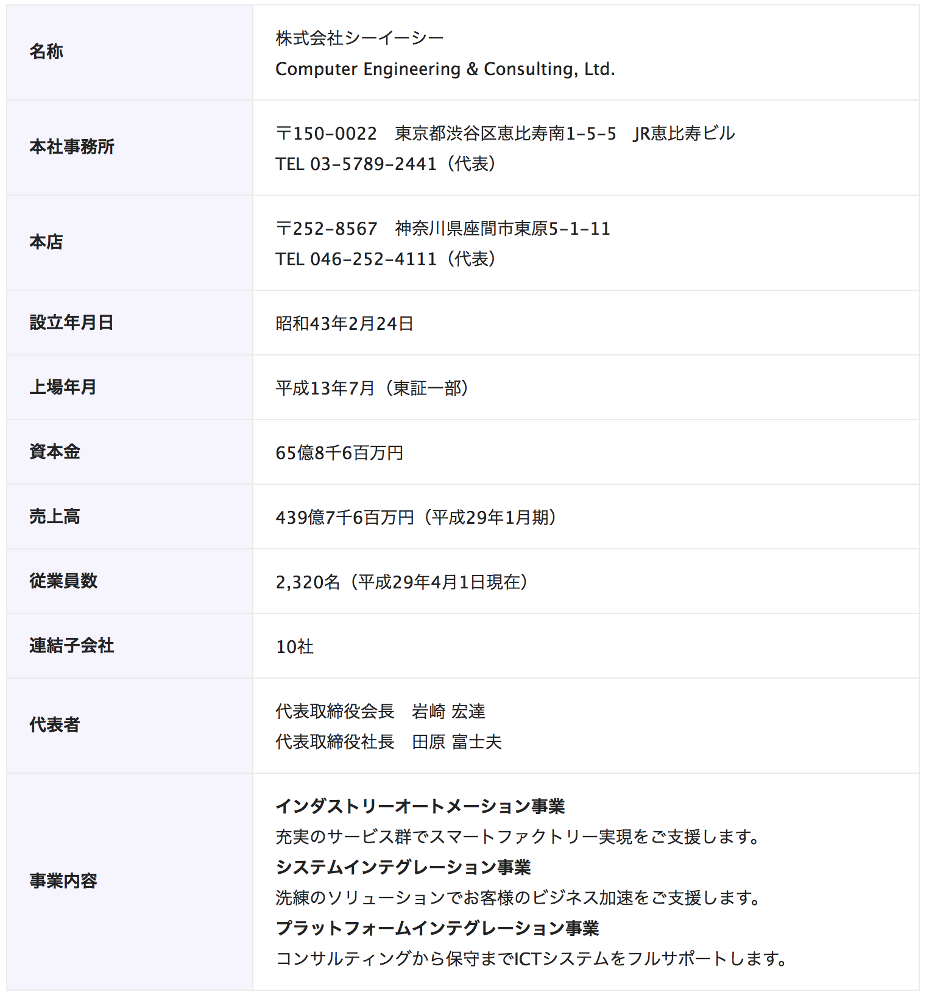 名称
株式会社シーイーシー
Computer Engineering & Consulting, Ltd.
本社事務所
〒150-0022　東京都渋谷区恵比寿南1-5-5　JR恵比寿ビル
TEL 03-5789-2441（代表）
本店
〒252-8567　神奈川県座間市東原5-1-11
TEL 046-252-4111（代表）
設立年月日
昭和43年2月24日
上場年月
平成13年7月（東証一部）
資本金
65億8千6百万円
売上高
439億7千6百万円（平成29年1月期）
従業員数
2,320名（平成29年4月1日現在）
連結子会社
10社
代表者
代表取締役会長　岩崎 宏達
代表取締役社長　田原 富士夫
事業内容
インダストリーオートメーション事業
充実のサービス群でスマートファクトリー実現をご支援します。
システムインテグレーション事業
洗練のソリューションでお客様のビジネス加速をご支援します。
プラットフォームインテグレーション事業
コンサルティングから保守までICTシステムをフルサポートします。